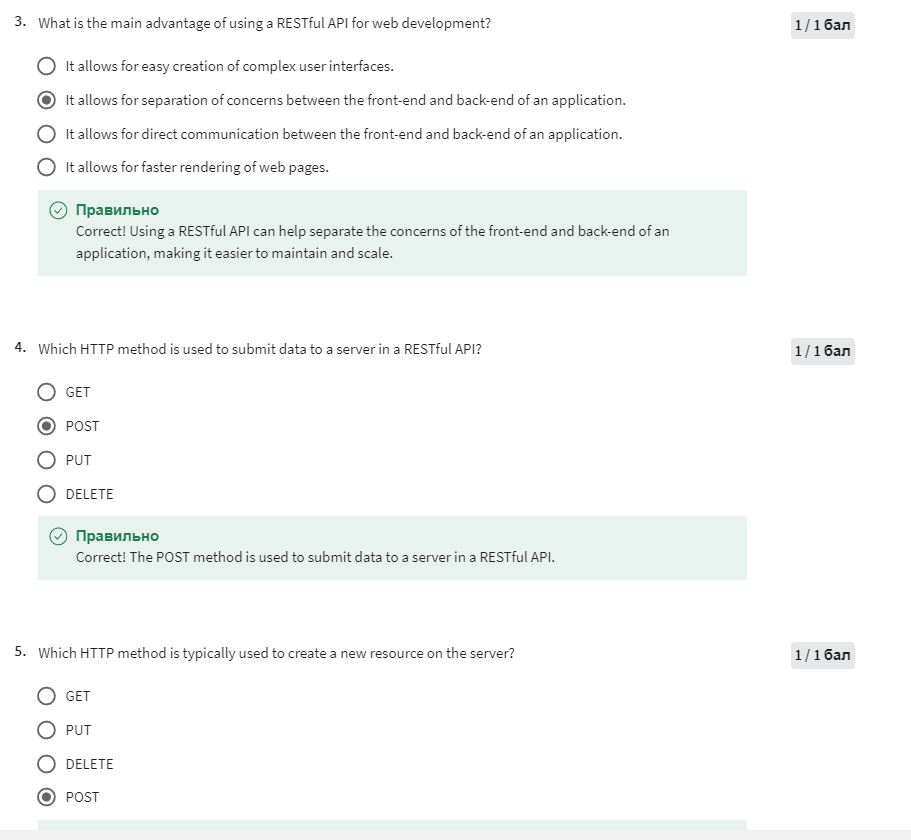 3. What is the main advantage of using a RESTful API for web development?
1 / 1 бал
It allows for easy creation of complex user interfaces.
It allows for separation of concerns between the front-end and back-end of an application.
It allows for direct communication between the front-end and back-end of an application.
It allows for faster rendering of web pages.
Правильно
Correct! Using a RESTful API can help separate the concerns of the front-end and back-end of an
application, making it easier to maintain and scale.
4. Which HTTP method is used to submit data to a server in a RESTful API?
1 / 1 бал
GET
POST
PUT
DELETE
Правильно
Correct! The POST method is used to submit data to a server in a RESTful API.
5. Which HTTP method is typically used to create a new resource on the server?
1 / 1 бал
GET
PUT
DELETE
POST